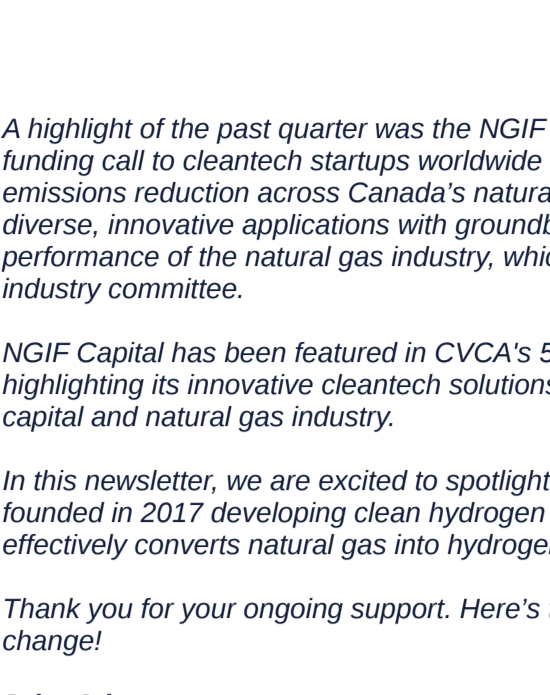 A highlight of the past quarter was the NGIF
funding call to cleantech startups worldwide
emissions reduction across Canada’s natura
diverse, innovative applications with groundb
performance of the natural gas industry, whic
industry committee.
NGIF Capital has been featured in CVCA's 5
highlighting its innovative cleantech solutions
capital and natural gas industry.
In this newsletter, we are excited to spotlight
founded in 2017 developing clean hydrogen
effectively converts natural gas into hydroge
Thank you for your ongoing support. Here’s
change!